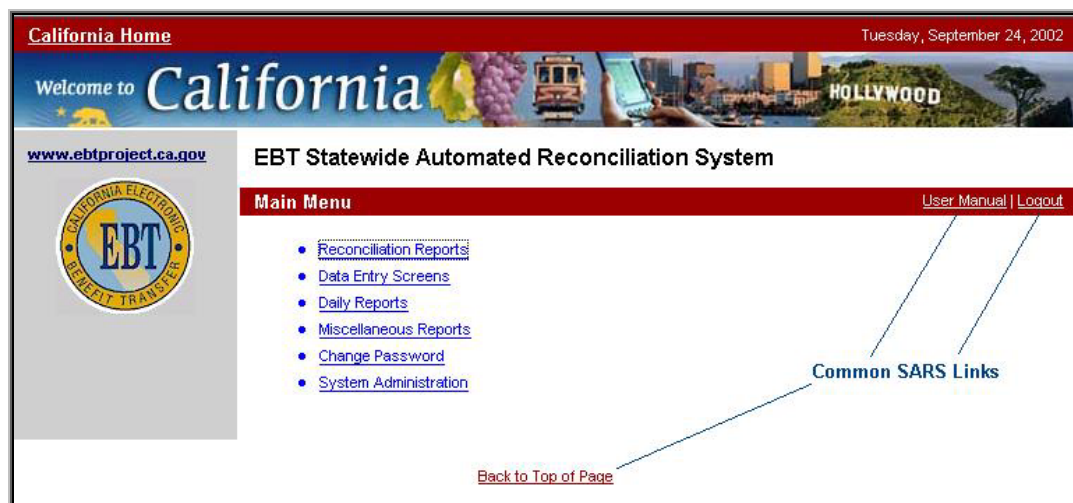 California Home
Tuesday, September 24, 2002
Welcome to California
HOLLYWOOD
www.ebtproject.ca.gov
EBT Statewide Automated Reconciliation System
CALIFORNIA ELECTRONIC
EBT
BENEFIT TRANSFER
Main Menu
User Manual | Logout
Reconciliation Reports
Data Entry Screens
Daily Reports
Miscellaneous Reports
Change Password
System Administration
Common SARS Links
Back to Top of Page